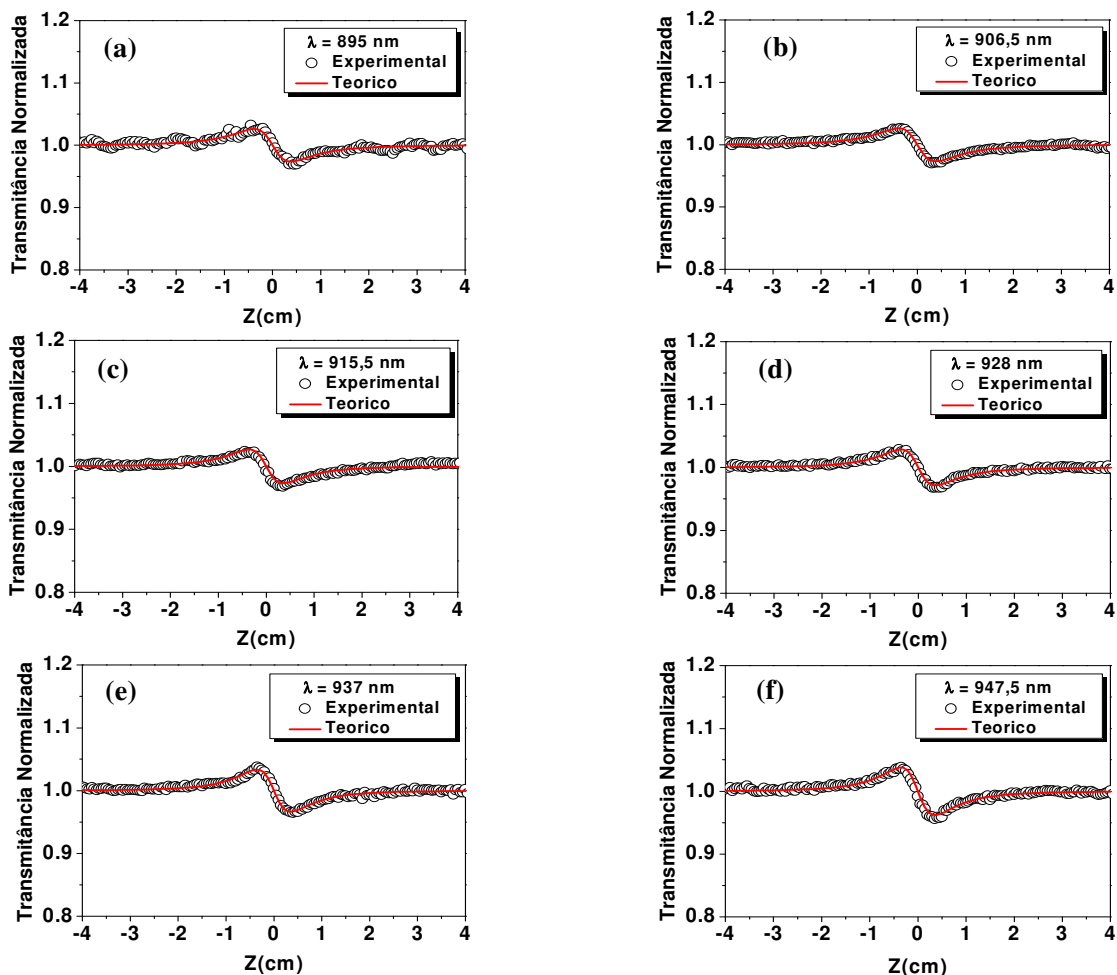 (a)
λ = 895 nm
Experimental
Teorico
Transmitância Normalizada
1.2
1.1
1.0
0.9
0.8
-4 -3 -2 -1 0 1 2 3 4
Z(cm)
(b)
λ = 906,5 nm
Experimental
Teorico
Transmitância Normalizada
1.2
1.1
1.0
0.9
0.8
-4 -3 -2 -1 0 1 2 3 4
Z (cm)
(c)
λ = 915,5 nm
Experimental
Teorico
Transmitância Normalizada
1.2
1.1
1.0
0.9
0.8
-4 -3 -2 -1 0 1 2 3 4
Z(cm)
(d)
λ = 928 nm
Experimental
Teorico
Transmitância Normalizada
1.2
1.1
1.0
0.9
0.8
-4 -3 -2 -1 0 1 2 3 4
Z(cm)
(e)
λ = 937 nm
Experimental
Teorico
Transmitância Normalizada
1.2
1.1
1.0
0.9
0.8
-4 -3 -2 -1 0 1 2 3 4
Z(cm)
(f)
λ = 947,5 nm
Experimental
Teorico
Transmitância Normalizada
1.2
1.1
1.0
0.9
0.8
-4 -3 -2 -1 0 1 2 3 4
Z(cm)